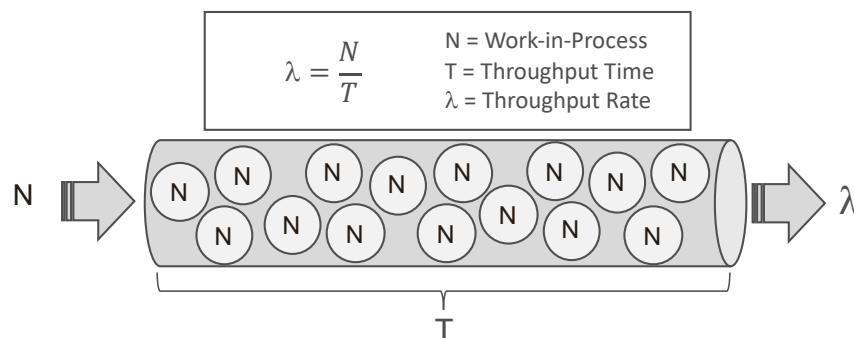 λ = N/T
N = Work-in-Process
T = Throughput Time
λ = Throughput Rate
N
N N N N N N N N
N N N N N N N
λ
T